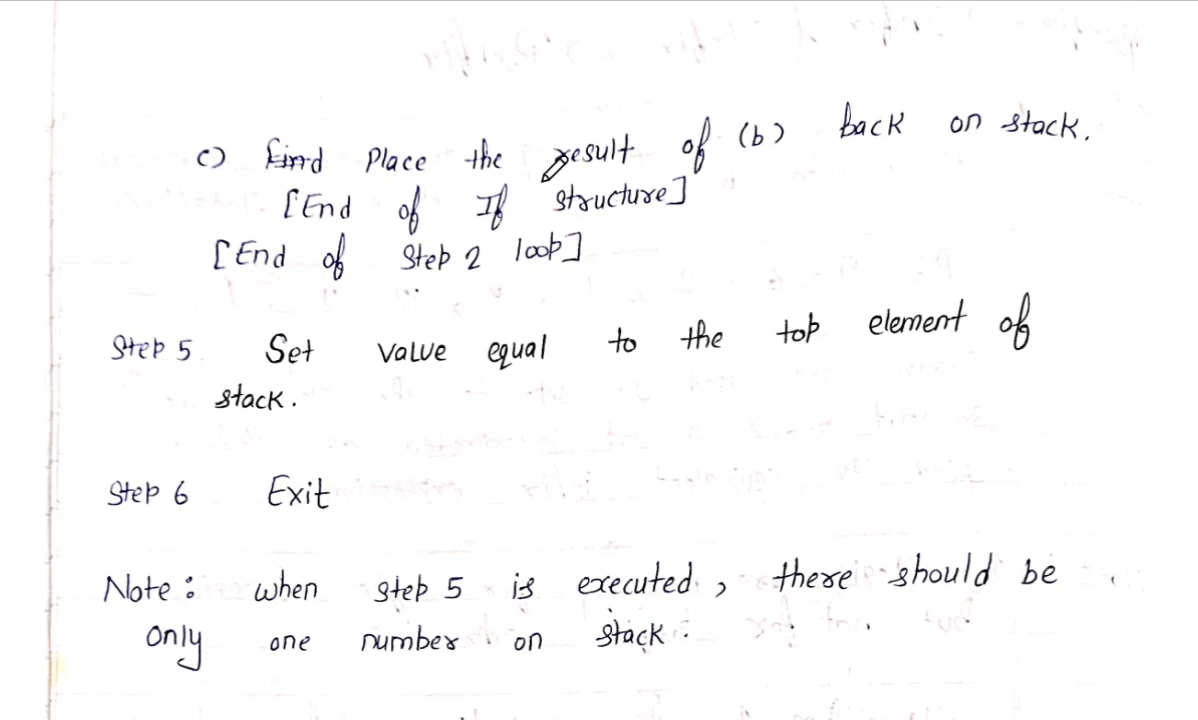 c) Find Place the result of (b) back on stack.
[End of If structure]
[End of Step 2 loop]
Step 5 Set value equal to the top element of
stack.
Step 6 Exit
Note: when step 5 is executed, there should be
only one number on stack.